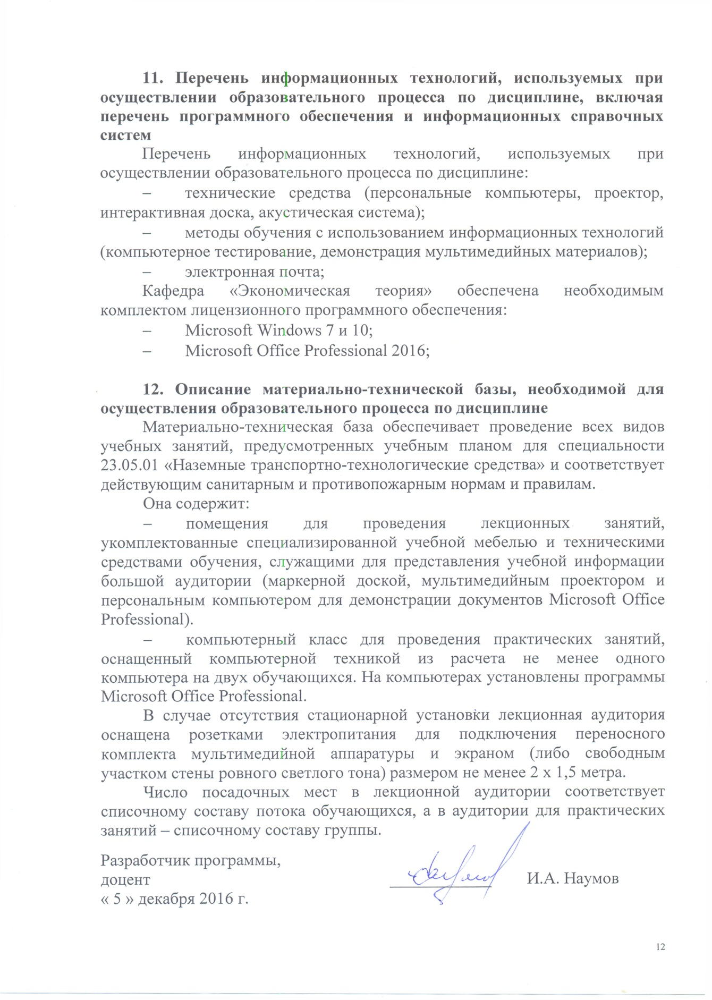 11. Перечень информационных технологий, используемых при
осуществлении образовательного процесса по дисциплине, включая
перечень программного обеспечения и информационных справочных
систем
Перечень информационных технологий, используемых при
осуществлении образовательного процесса по дисциплине:
– технические средства (персональные компьютеры, проектор,
интерактивная доска, акустическая система);
– методы обучения с использованием информационных технологий
(компьютерное тестирование, демонстрация мультимедийных материалов);
– электронная почта;
Кафедра «Экономическая теория» обеспечена необходимым
комплектом лицензионного программного обеспечения:
– Microsoft Windows 7 и 10;
– Microsoft Office Professional 2016;
12. Описание материально-технической базы, необходимой для
осуществления образовательного процесса по дисциплине
Материально-техническая база обеспечивает проведение всех видов
учебных занятий, предусмотренных учебным планом для специальности
23.05.01 «Наземные транспортно-технологические средства» и соответствует
действующим санитарным и противопожарным нормам и правилам.
Она содержит:
– помещения для проведения лекционных занятий,
укомплектованные специализированной учебной мебелью и техническими
средствами обучения, служащими для представления учебной информации
большой аудитории (маркерной доской, мультимедийным проектором и
персональным компьютером для демонстрации документов Microsoft Office
Professional).
– компьютерный класс для проведения практических занятий,
оснащенный компьютерной техникой из расчета не менее одного
компьютера на двух обучающихся. На компьютерах установлены программы
Microsoft Office Professional.
В случае отсутствия стационарной установки лекционная аудитория
оснащена розетками электропитания для подключения переносного
комплекта мультимедийной аппаратуры и экраном (либо свободным
участком стены ровного светлого тона) размером не менее 2 х 1,5 метра.
Число посадочных мест в лекционной аудитории соответствует
списочному составу потока обучающихся, а в аудитории для практических
занятий – списочному составу группы.
Разработчик программы,
доцент И.А. Наумов
« 5 » декабря 2016 г.
12